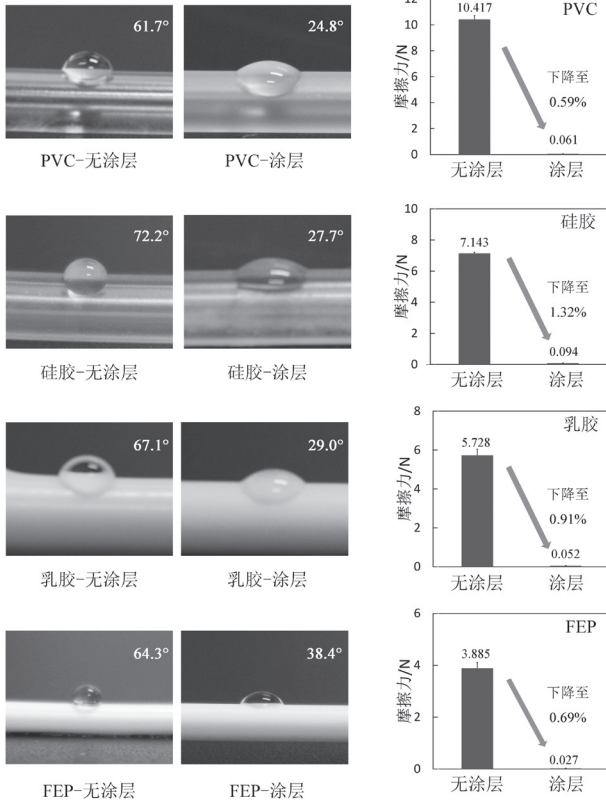 61.7°
24.8°
PVC-无涂层
PVC-涂层
12
10
8
6
4
2
0
摩擦力/N
PVC
10.417
下降至
0.59%
0.061
无涂层
涂层
72.2°
27.7°
硅胶-无涂层
硅胶-涂层
10
8
6
4
2
0
摩擦力/N
硅胶
7.143
下降至
1.32%
0.094
无涂层
涂层
67.1°
29.0°
乳胶-无涂层
乳胶-涂层
8
6
4
2
0
摩擦力/N
乳胶
5.728
下降至
0.91%
0.052
无涂层
涂层
64.3°
38.4°
FEP-无涂层
FEP-涂层
6
4
2
0
摩擦力/N
FEP
3.885
下降至
0.69%
0.027
无涂层
涂层